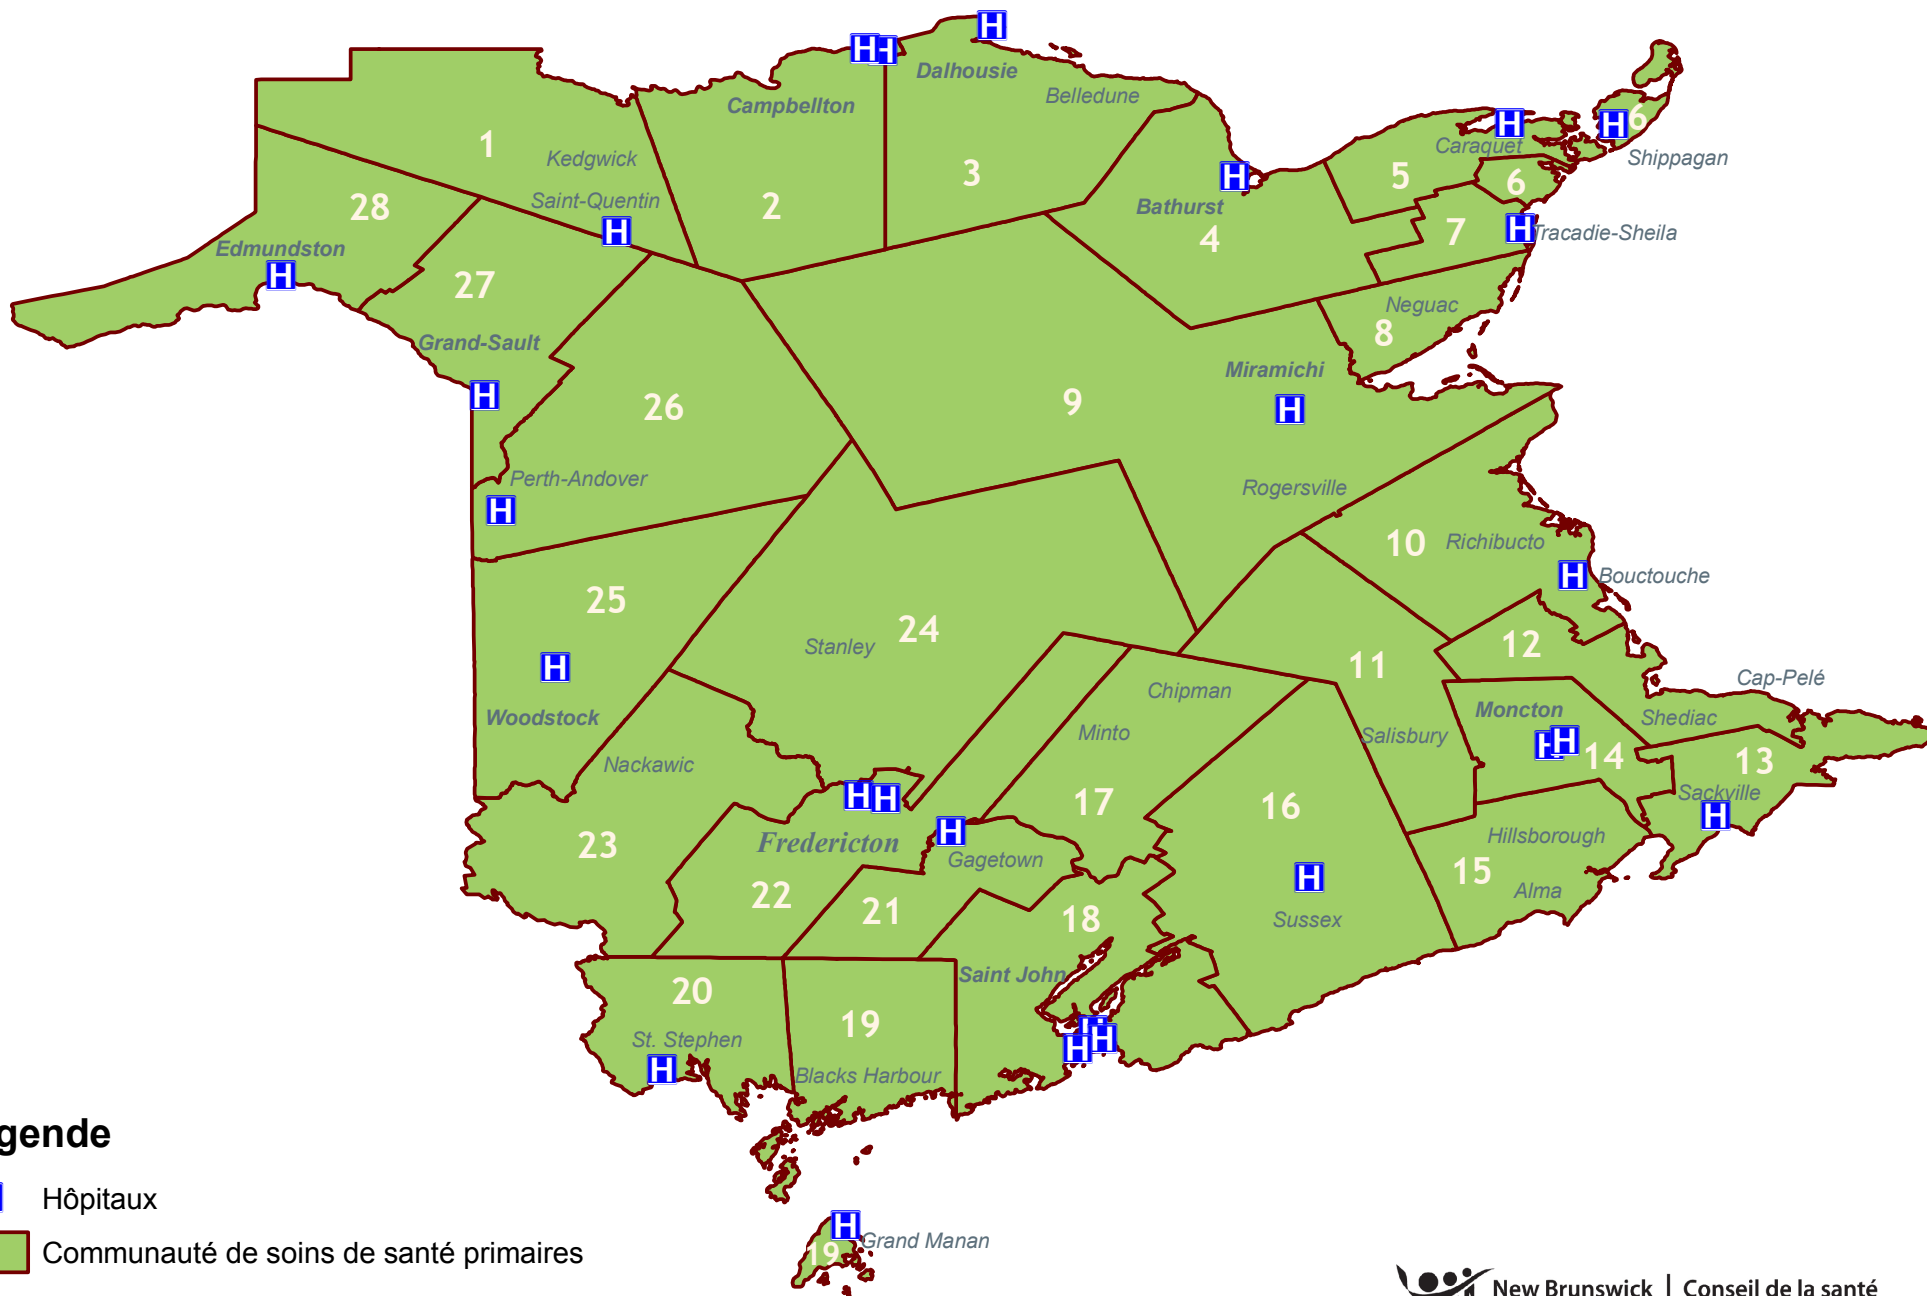 H
H H
Dalhousie
Campbellton
Belledune
1
Kedgwick
Saint-Quentin
H
2
3
H
Bathurst
4
H
Caraquet
5
H
6
Shippagan
6
7
H
Tracadie-Sheila
28
Edmundston
H
27
Grand-Sault
H
26
Perth-Andover
H
Neguac
8
Miramichi
H
9
Rogersville
10
Richibucto
H
Bouctouche
25
H
Woodstock
24
Stanley
12
11
Cap-Pelé
Chipman
Minto
Salisbury
Moncton
H H
14
Shediac
13
Sackville
H
Nackawic
23
H H
Fredericton
22
H
Gagetown
21
17
16
H
Sussex
Hillsborough
15
Alma
18
Saint John
H
H
H
20
St. Stephen
H
19
Blacks Harbour
H
Grand Manan
19
gende
Hôpitaux
Communauté de soins de santé primaires
New Brunswick | Conseil de la santé